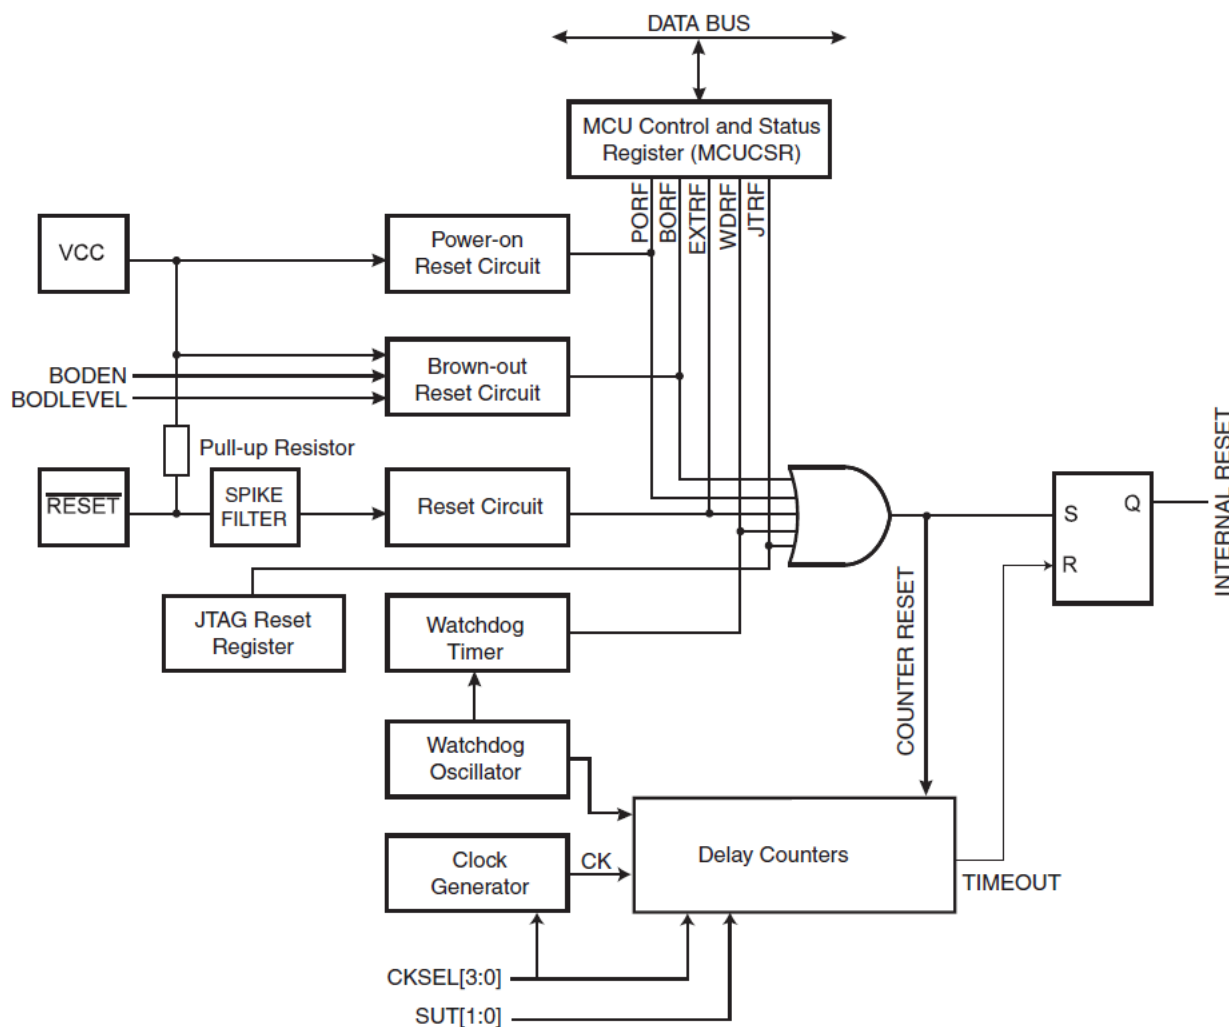 DATA BUS
MCU Control and Status
Register (MCUCSR)
PORF
BORF
EXTRF
WDRF
JTRF
VCC
Power-on
Reset Circuit
BODEN
BODLEVEL
Brown-out
Reset Circuit
Pull-up Resistor
RESET
SPIKE
FILTER
Reset Circuit
S
Q
R
INTERNAL RESET
JTAG Reset
Register
Watchdog
Timer
COUNTER RESET
Watchdog
Oscillator
Clock
Generator
CK
Delay Counters
TIMEOUT
CKSEL[3:0]
SUT[1:0]